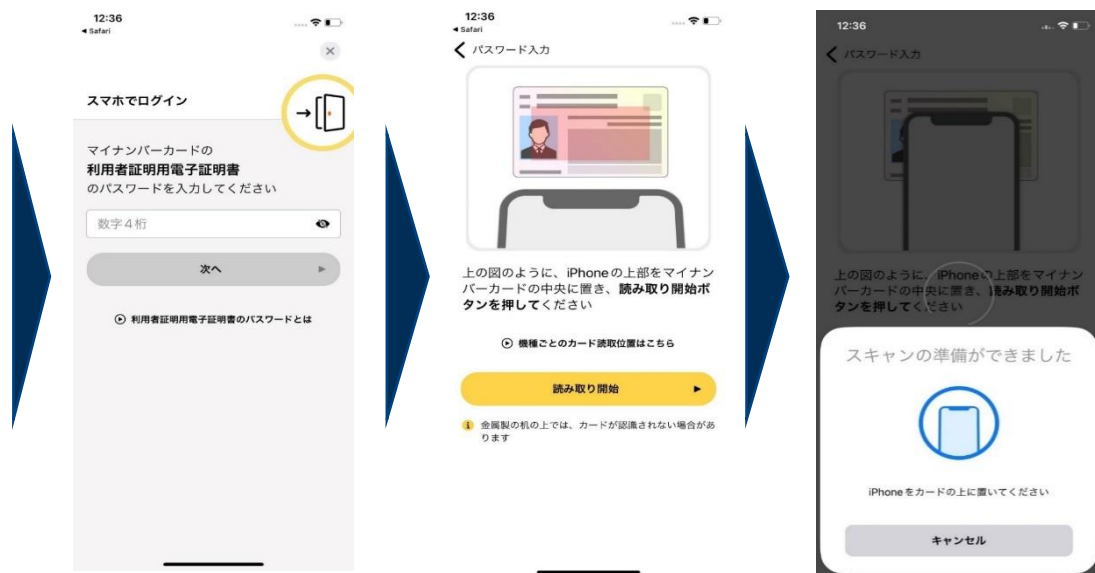 12:36
◀ Safari
スマホでログイン
マイナンバーカードの
利用者証明用電子証明書
のパスワードを入力してください
数字4桁
次へ
利用者証明用電子証明書のパスワードとは
12:36
◀ Safari
パスワード入力
上の図のように、iPhoneの上部をマイナン
バーカードの中央に置き、読み取り開始ボ
タンを押してください
機種ごとのカード読取位置はこちら
読み取り開始
金属製の机の上では、カードが認識されない場合があ
ります
12:36
パスワード入力
上の図のように、iPhoneの上部をマイナン
バーカードの中央に置き、読み取り開始ボ
タンを押してください
スキャンの準備ができました
iPhoneをカードの上に置いてください
キャンセル